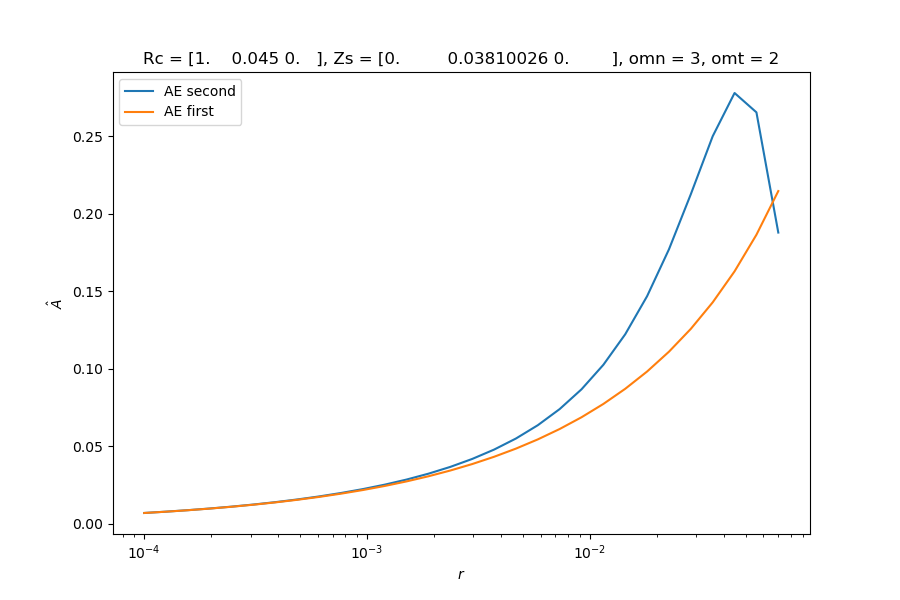 Rc = [1. 0.045 0. ], Zs = [0. 0.03810026 0. ], omn = 3, omt = 2
AE second
AE first
0.25
0.20
0.15
0.10
0.05
0.00
Â
10⁻⁴ 10⁻³ 10⁻²
r